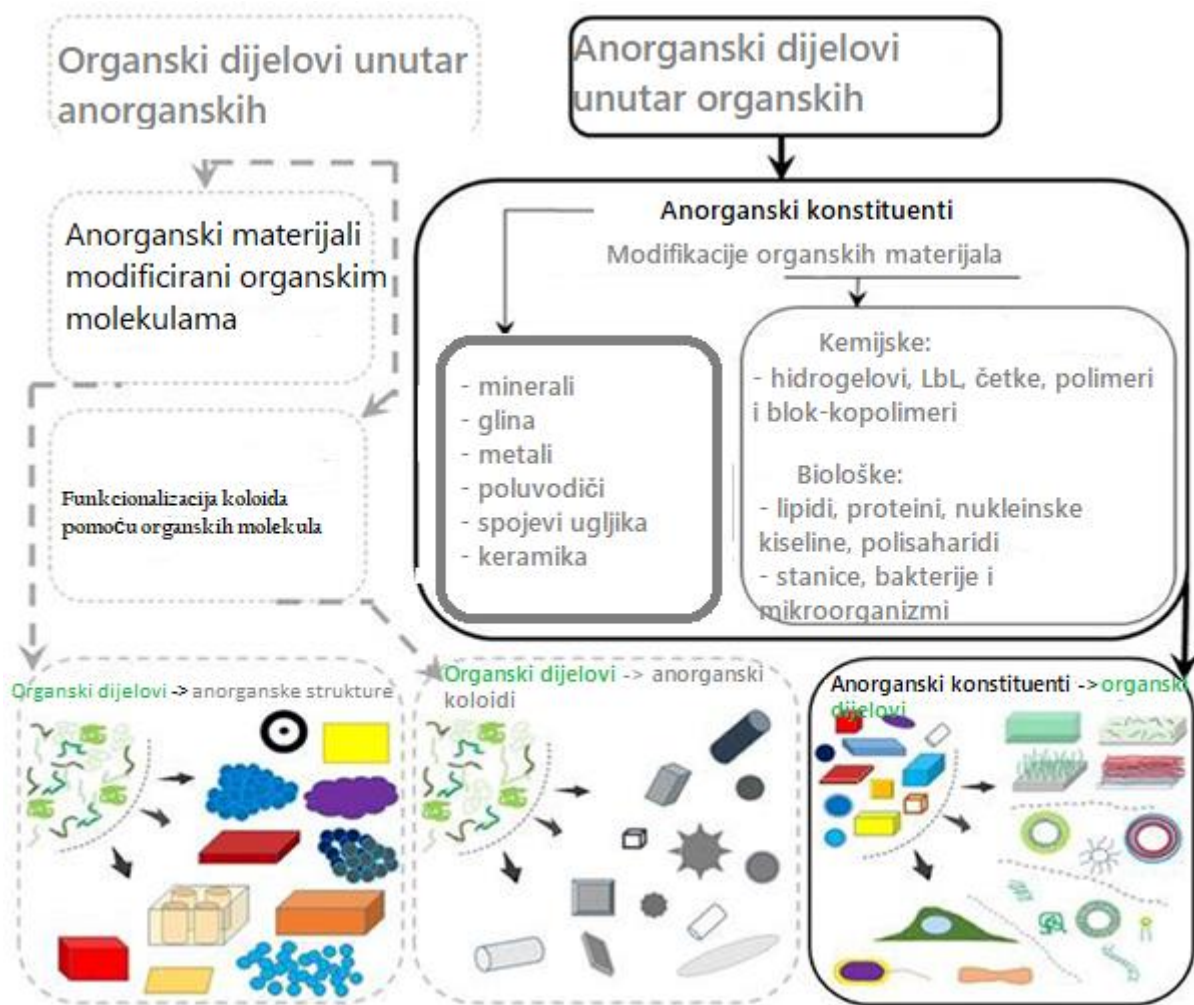 Organski dijelovi unutar
anorganskih
Anorganski dijelovi
unutar organskih
Anorganski materijali
modificirani organskim
molekulama
Funkcionalizacija koloida
pomoću organskih molekula
Anorganski konstituenti
Modifikacije organskih materijala
- minerali
- glina
- metali
- poluvodiči
- spojevi ugljika
- keramika
Kemijske:
- hidrogelovi, LbL, četke, polimeri
i blok-kopolimeri
Biološke:
- lipidi, proteini, nukleinske
kiseline, polisaharidi
- stanice, bakterije i
mikroorganizmi
Organski dijelovi -> anorganske strukture
Organski dijelovi -> anorganski
koloidi
Anorganski konstituenti -> organski
dijelovi